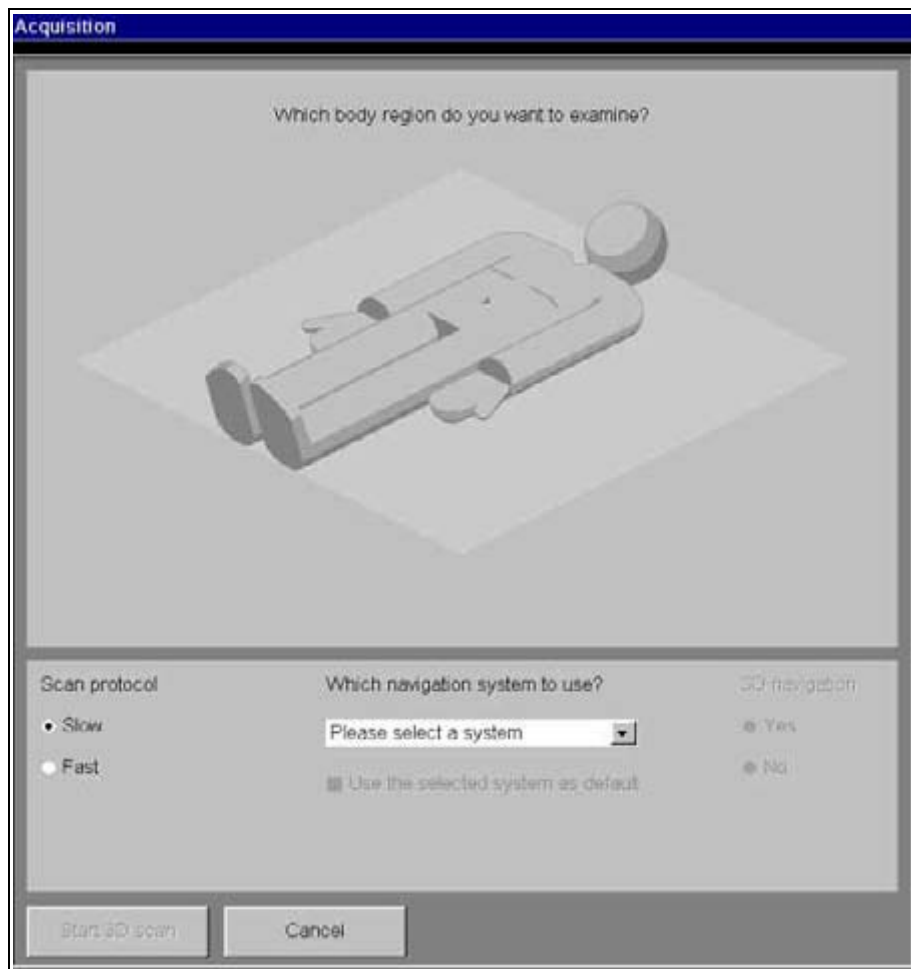 Acquisition
Which body region do you want to examine?
Scan protocol
Which navigation system to use?
3D navigation
Slow
Please select a system
Yes
Fast
Use the selected system as default
No
Start 3D scan
Cancel